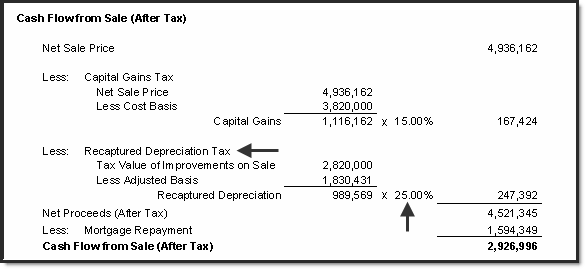 Cash Flow from Sale (After Tax)
Net Sale Price 4,936,162
Less: Capital Gains Tax
Net Sale Price 4,936,162
Less Cost Basis 3,820,000
Capital Gains 1,116,162 x 15.00% 167,424
Less: Recaptured Depreciation Tax
Tax Value of Improvements on Sale 2,820,000
Less Adjusted Basis 1,830,431
Recaptured Depreciation 989,569 x 25.00% 247,392
Net Proceeds (After Tax) 4,521,345
Less: Mortgage Repayment 1,594,349
Cash Flow from Sale (After Tax) 2,926,996